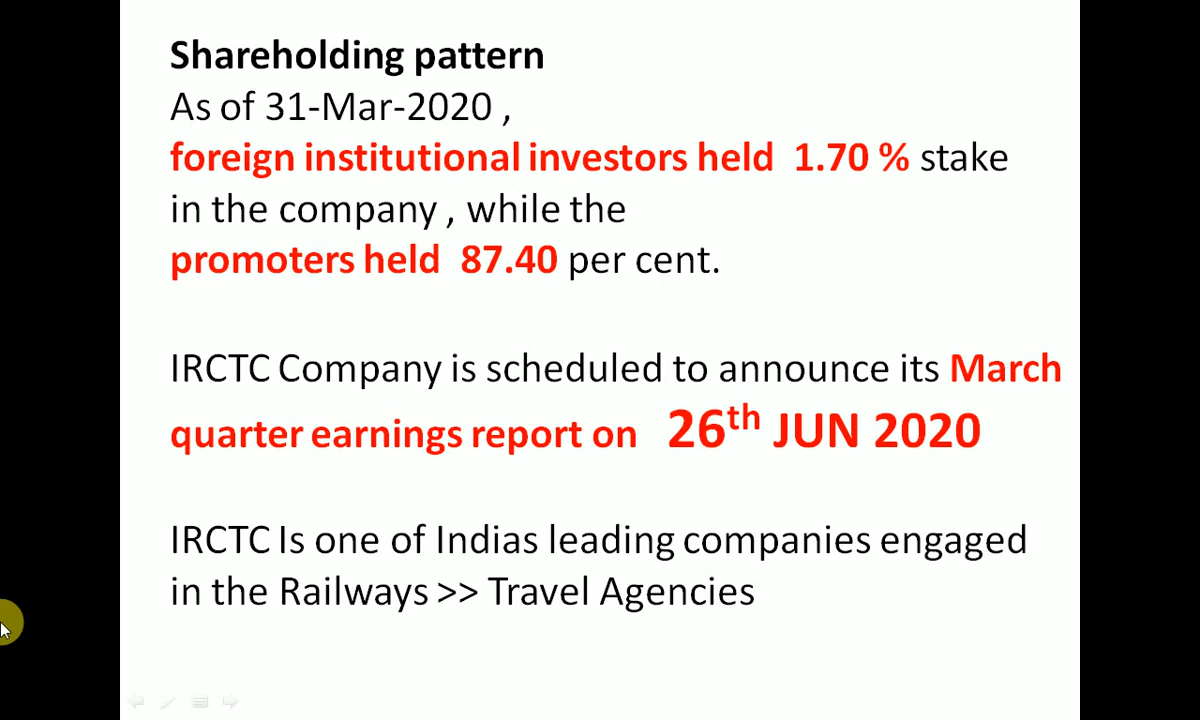 Shareholding pattern
As of 31-Mar-2020 ,
foreign institutional investors held 1.70 % stake
in the company , while the
promoters held 87.40 per cent.
IRCTC Company is scheduled to announce its March
quarter earnings report on 26th JUN 2020
IRCTC Is one of Indias leading companies engaged
in the Railways >> Travel Agencies